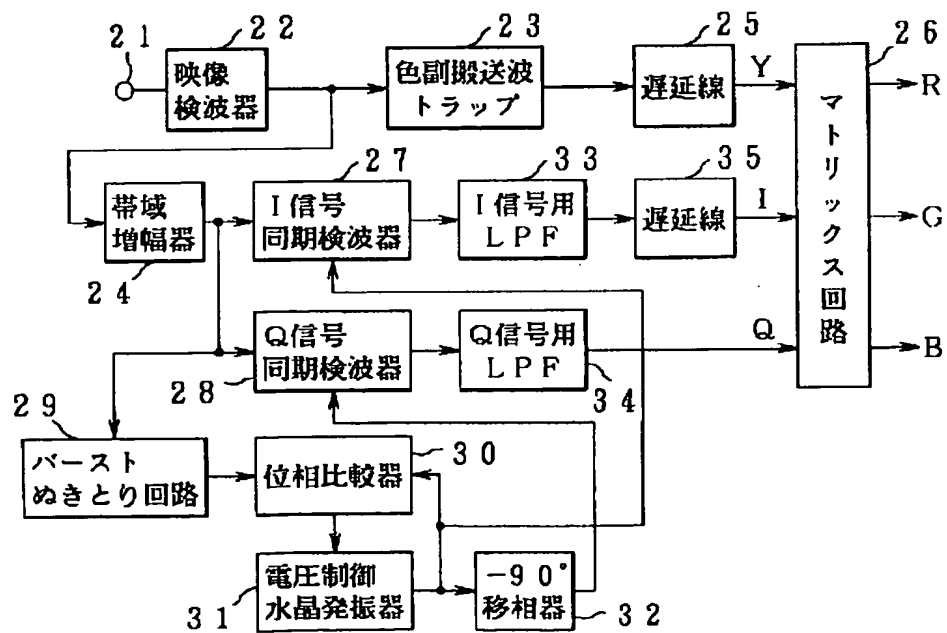 21
22
映像
検波器
23
色副搬送波
トラップ
25
遅延線
Y
26
マトリックス回路
R
G
B
帯域
増幅器
24
27
I信号
同期検波器
33
I信号用
LPF
35
遅延線
I
Q信号
同期検波器
28
Q信号用
LPF
34
Q
29
バースト
ぬきとり回路
位相比較器
30
電圧制御
水晶発振器
31
-90°
移相器
32